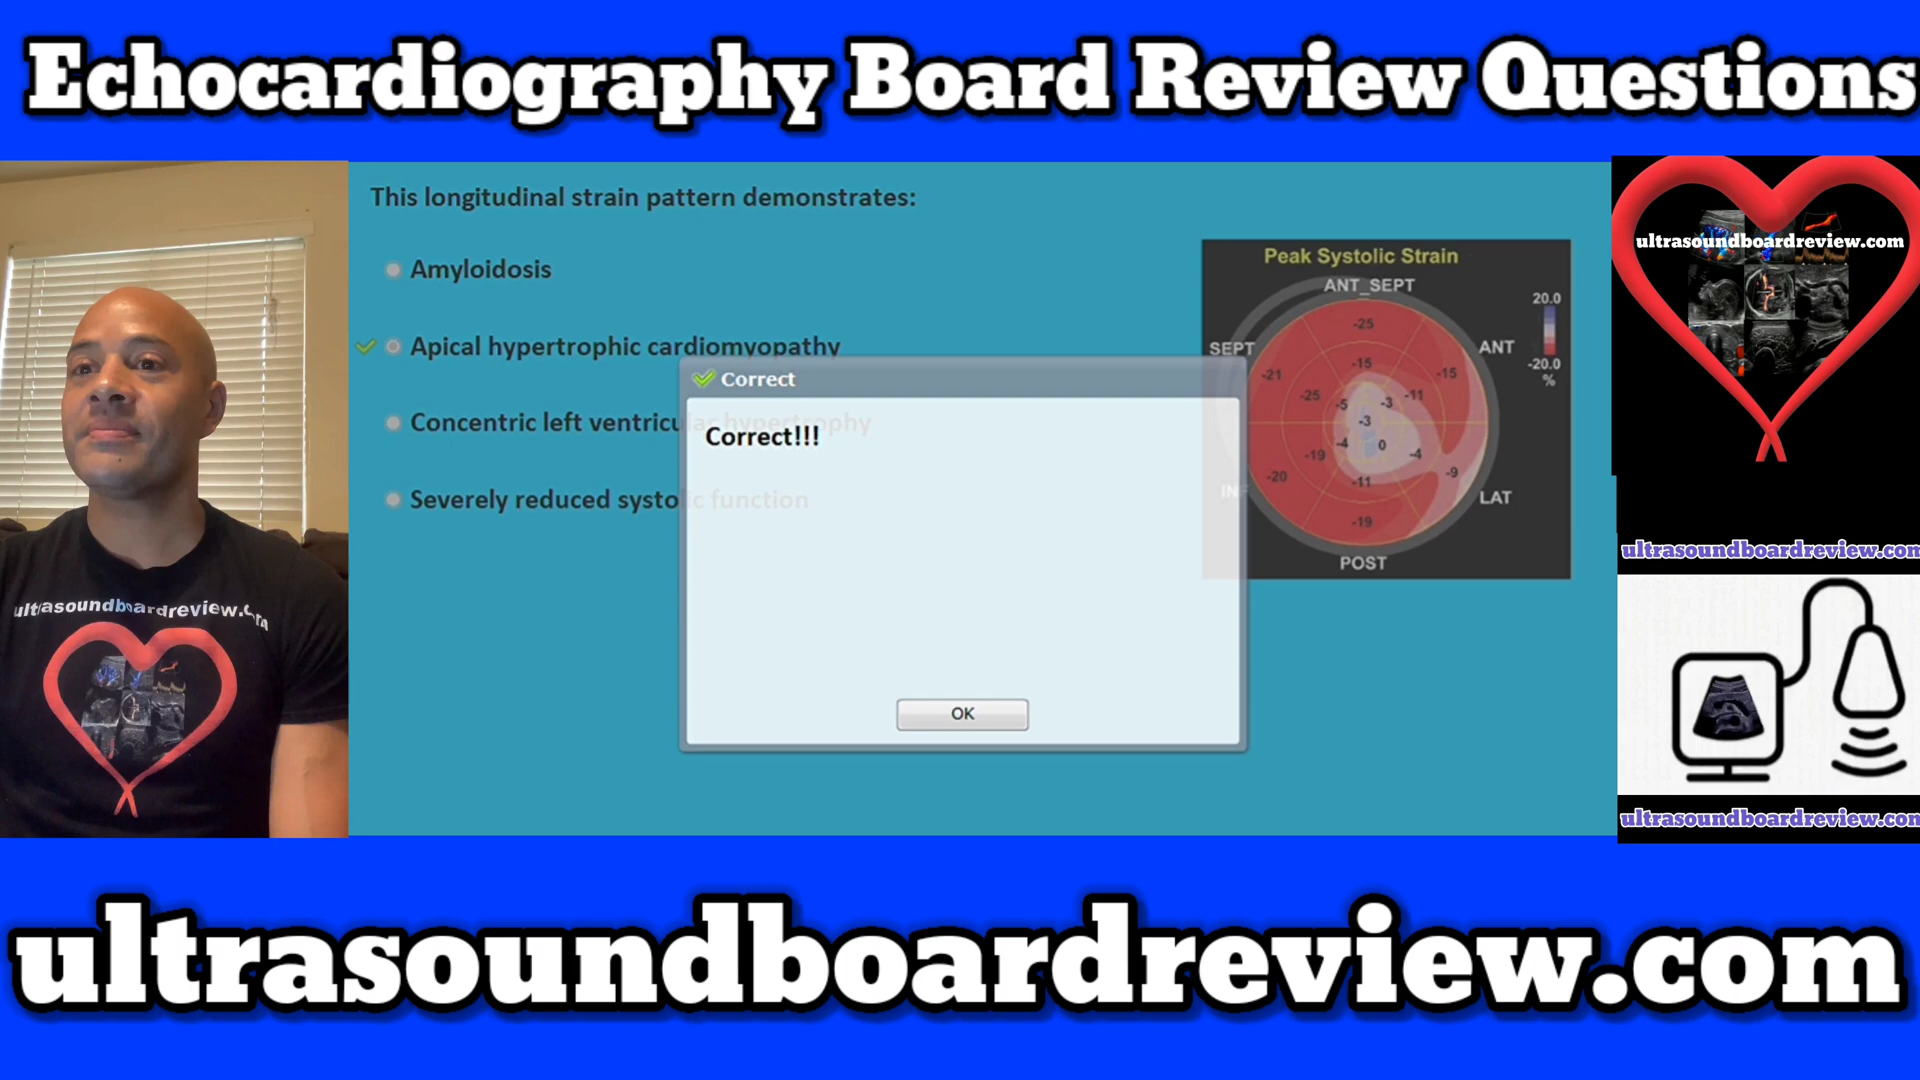 Echocardiography Board Review Questions
This longitudinal strain pattern demonstrates:
Amyloidosis
Apical hypertrophic cardiomyopathy
Concentric left ventricular hypertrophy
Severely reduced systolic function
Correct
Correct!!!
OK
Peak Systolic Strain
ANT_SEPT
20.0
-25
SEPT
ANT
-15
-20.0
%
-21
-15
-25
-11
-5
-3
-3
-4
0
-19
-4
-20
-9
-11
LAT
-19
POST
ultrasoundboardreview.com
ultrasoundboardreview.com
ultrasoundboardreview.com
ultrasoundboardreview.com